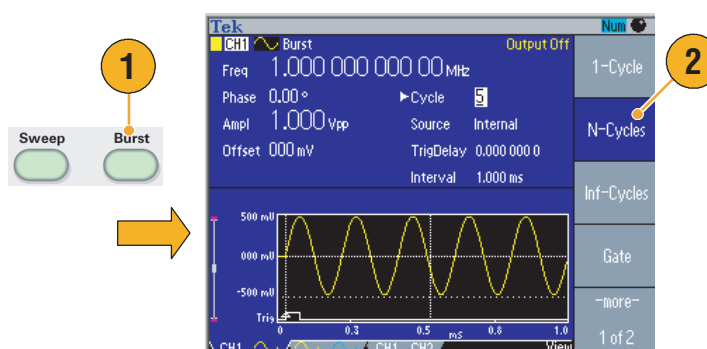 Tek
Num
CH1 Burst
Output Off
Freq 1.000 000 000 00 MHz
Phase 0.00 °
Cycle 5
Ampl 1.000 Vpp
Source Internal
Offset 000 mV
TrigDelay 0.000 000 0
Interval 1.000 ms
1-Cycle
N-Cycles
Inf-Cycles
Gate
-more-
1 of 2
1
2
Sweep
Burst
500 mV
000 mV
-500 mV
Trig
0 0.3 0.5 ms 0.8 1.0
CH1
CH1 CH2
View